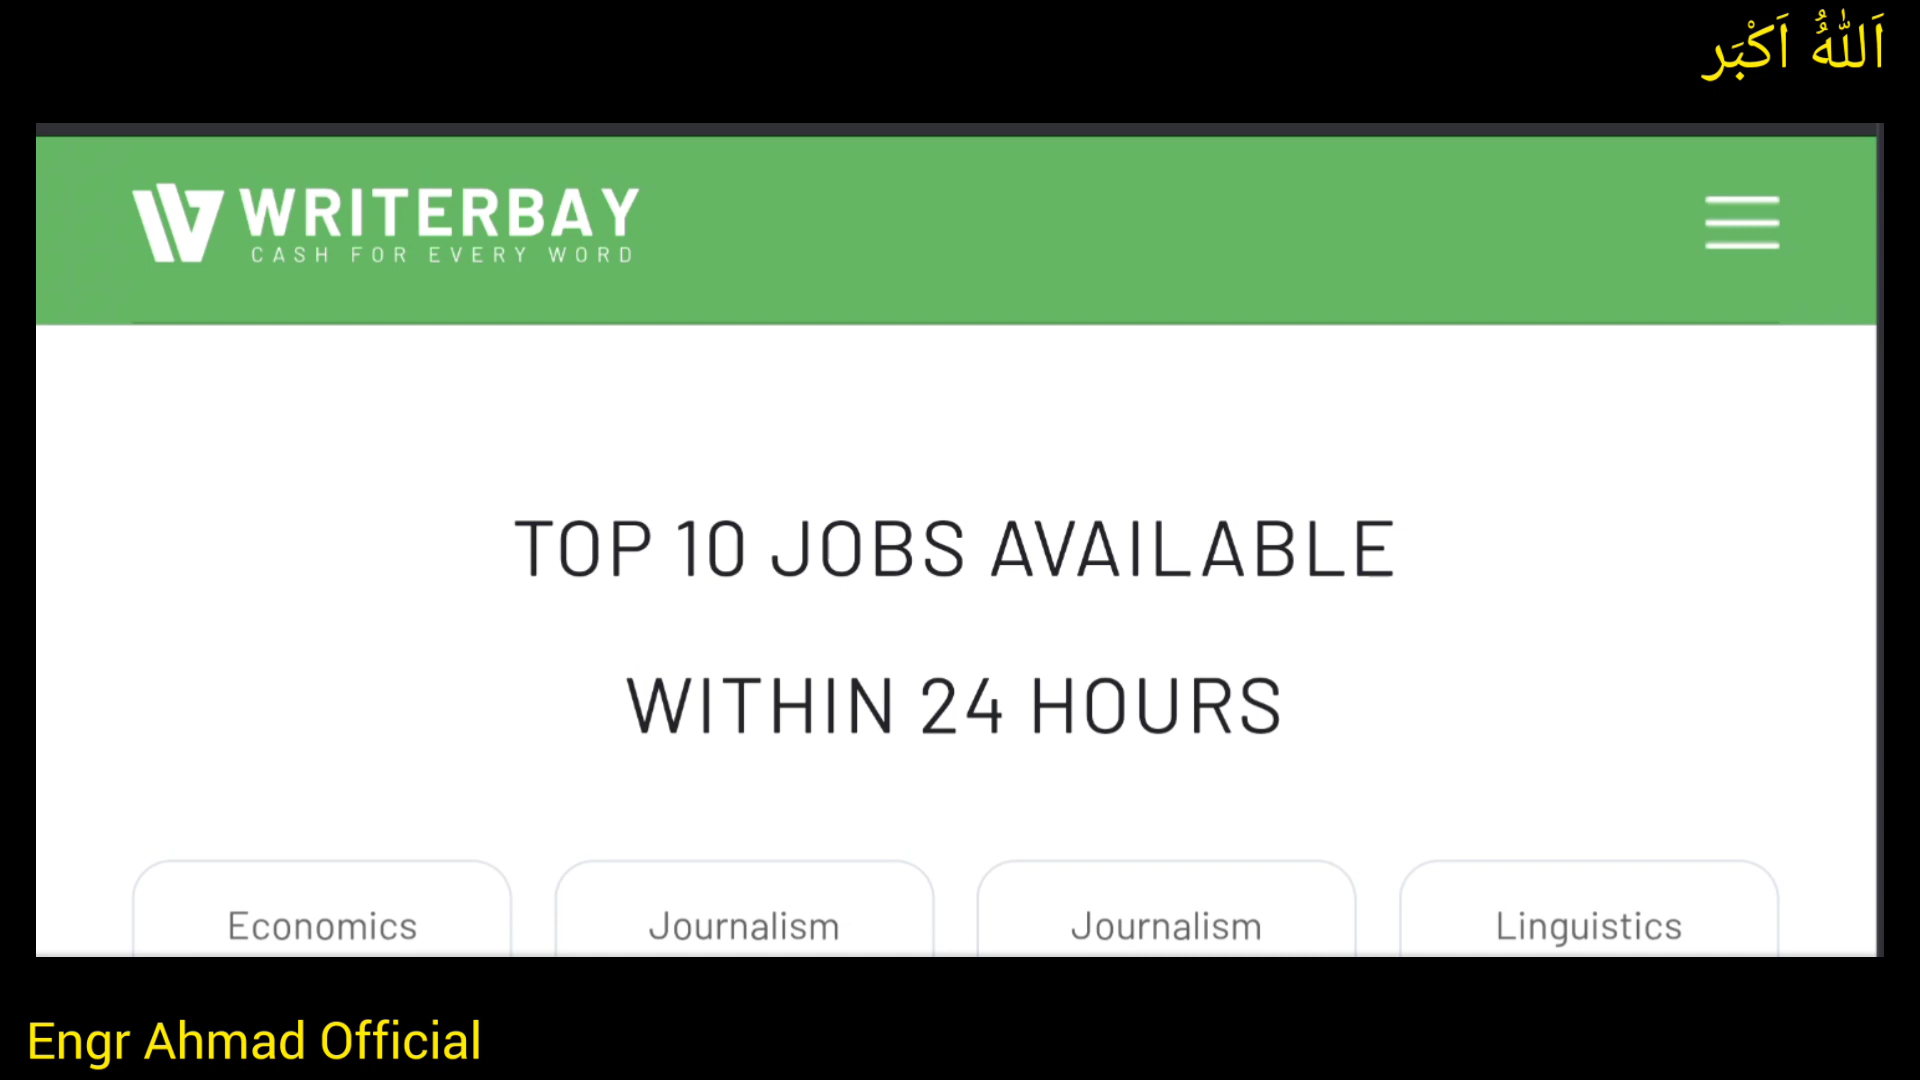 اَللّٰهُ اَكْبَر
WRITERBAY
CASH FOR EVERY WORD
TOP 10 JOBS AVAILABLE
WITHIN 24 HOURS
Economics Journalism Journalism Linguistics
Engr Ahmad Official